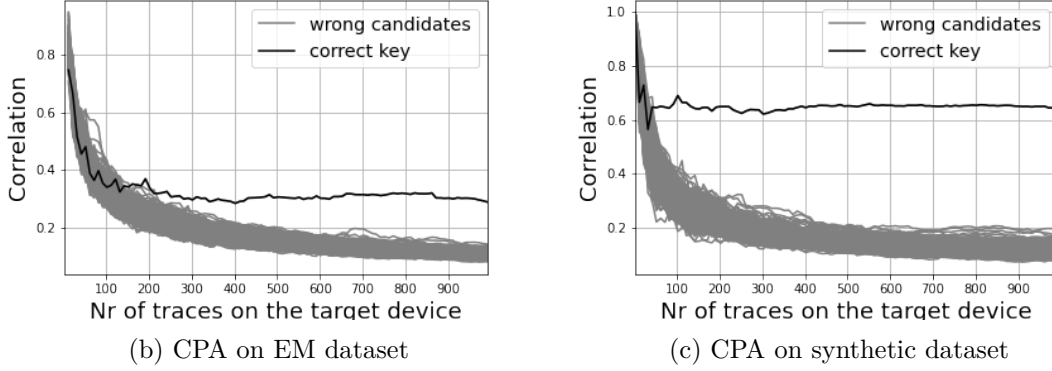 wrong candidates
correct key
0.8
0.6
0.4
0.2
Correlation
100 200 300 400 500 600 700 800 900
Nr of traces on the target device
(b) CPA on EM dataset
wrong candidates
correct key
1.0
0.8
0.6
0.4
0.2
Correlation
100 200 300 400 500 600 700 800 900
Nr of traces on the target device
(c) CPA on synthetic dataset